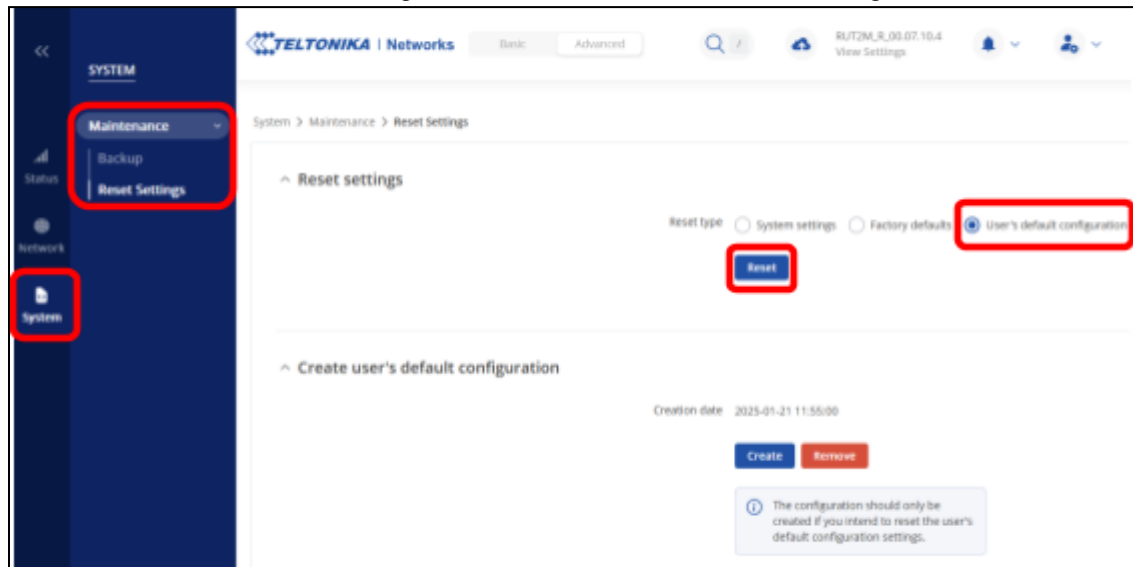 TELTONIKA | Networks
Basic
Advanced
/
RUT2M_R_00.07.10.4
View Settings
SYSTEM
Maintenance
Backup
Reset Settings
Status
Network
System
System > Maintenance > Reset Settings
Reset settings
Reset type
System settings
Factory defaults
User's default configuration
Reset
Create user's default configuration
Creation date 2025-01-21 11:55:00
Create
Remove
The configuration should only be
created if you intend to reset the user's
default configuration settings.